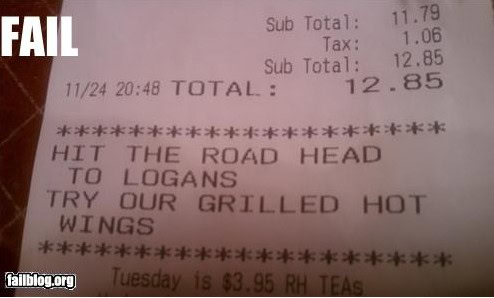 FAIL
Sub Total: 11.79
Tax: 1.06
Sub Total: 12.85
11/24 20:48 TOTAL: 12.85
********************
HIT THE ROAD HEAD
TO LOGANS
TRY OUR GRILLED HOT
WINGS
********************
Tuesday is $3.95 RH TEAs
failblog.org